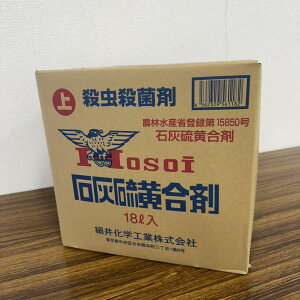 上 殺虫殺菌剤
農林水産省登録第15850号
石灰硫黄合剤
Hosoi
石灰硫黄合剤
18ℓ入
細井化学工業株式会社